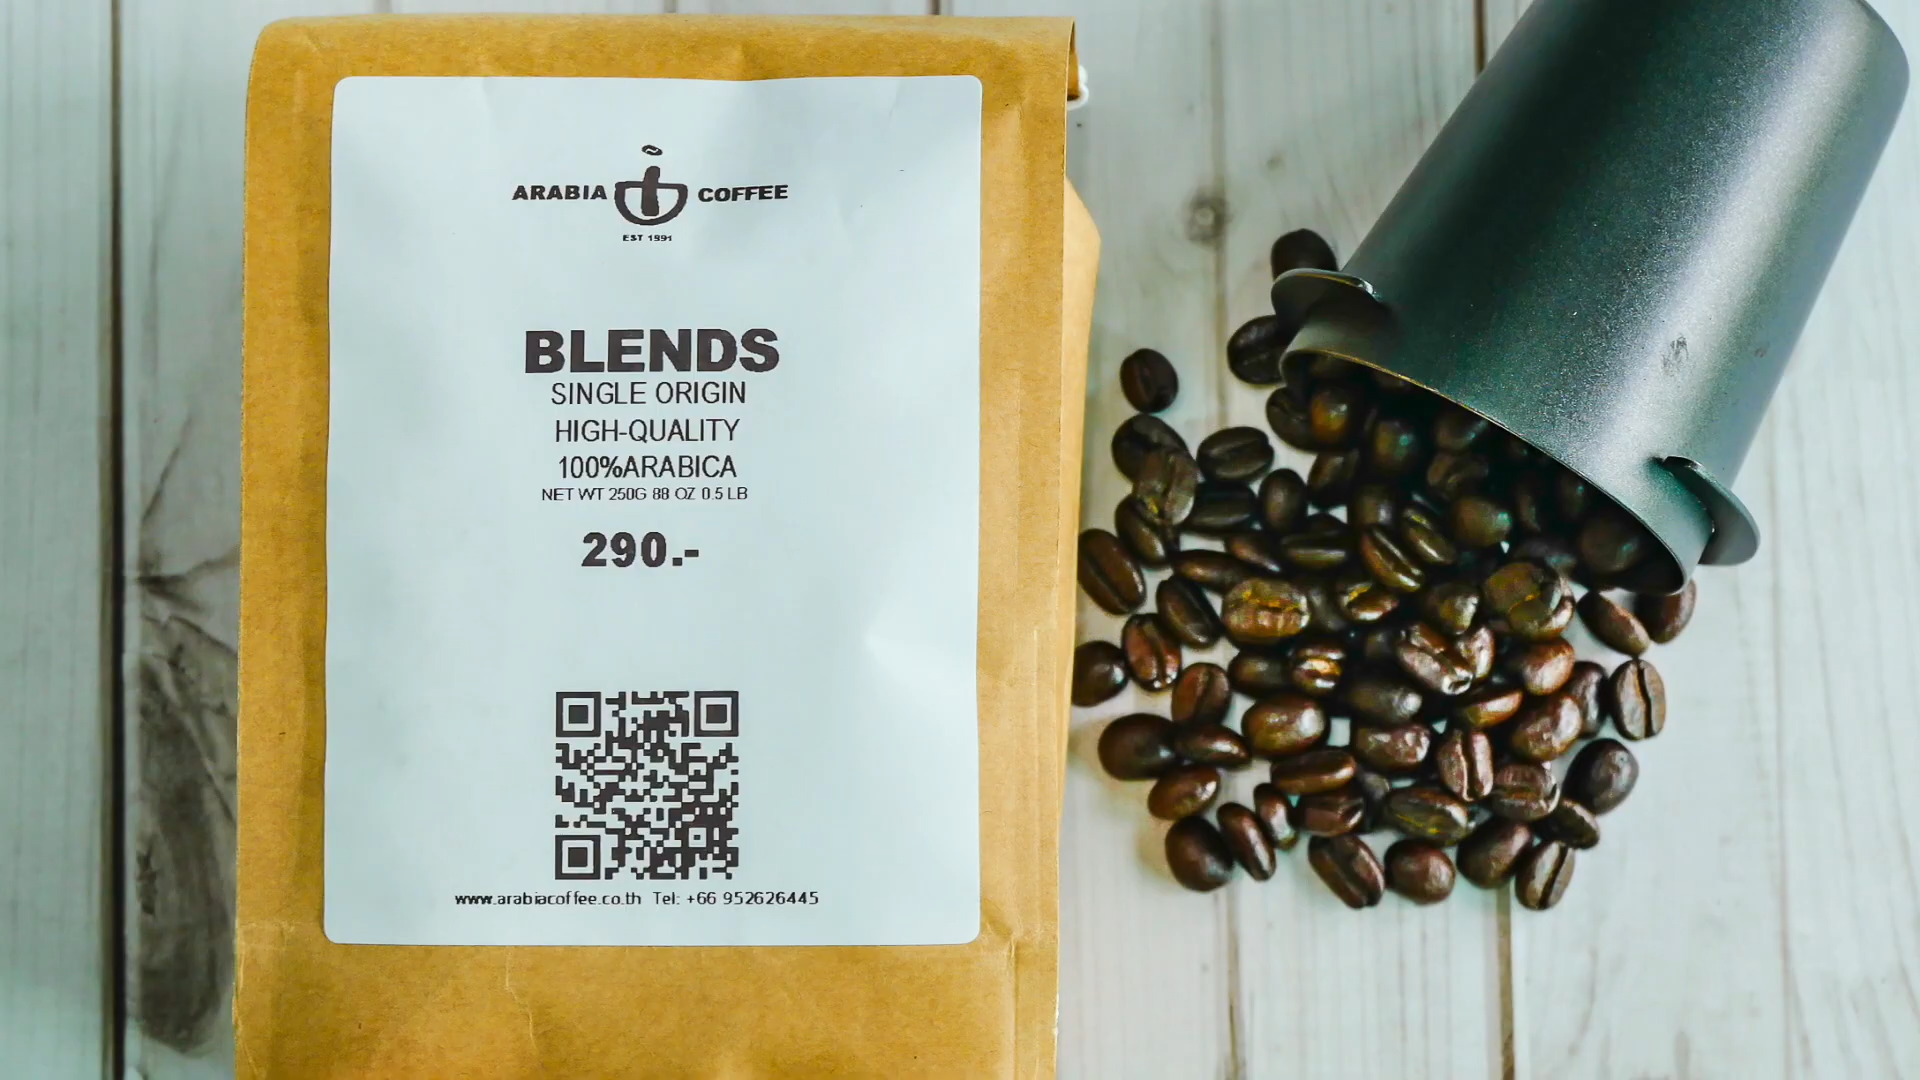 ARABIA COFFEE
EST 1991
BLENDS
SINGLE ORIGIN
HIGH-QUALITY
100%ARABICA
NET WT 250G 88 OZ 0.5 LB
290.-
www.arabiacoffee.co.th Tel: +66 952626445